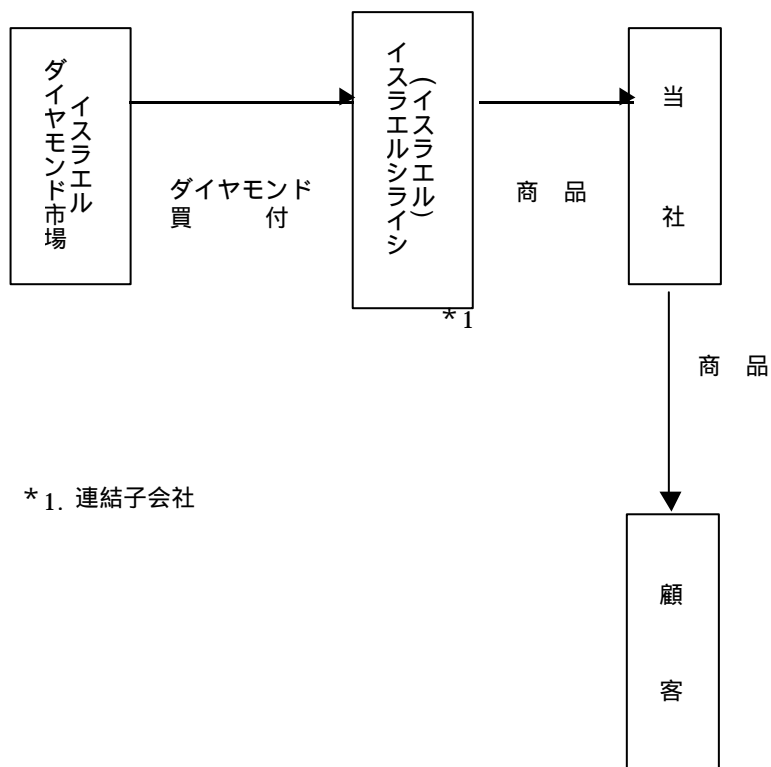 イスラエル
ダイヤモンド市場
ダイヤモンド
買 付
(イスラエル)
イスラエルシライシ
*1
商 品
当 社
商 品
*1. 連結子会社
顧 客